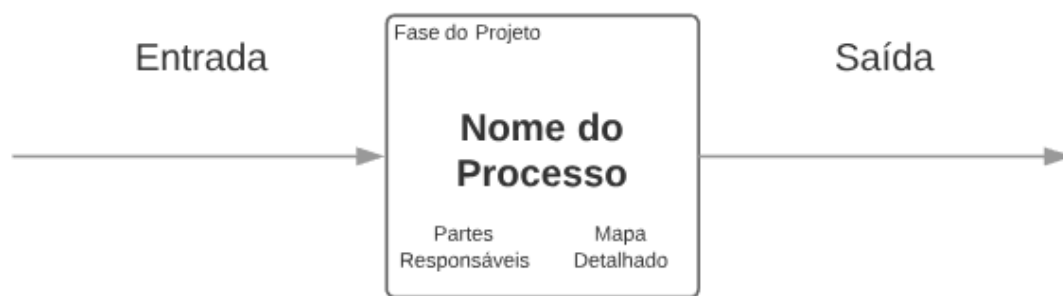 Fase do Projeto
Entrada
Saída
Nome do
Processo
Partes
Responsáveis
Mapa
Detalhado